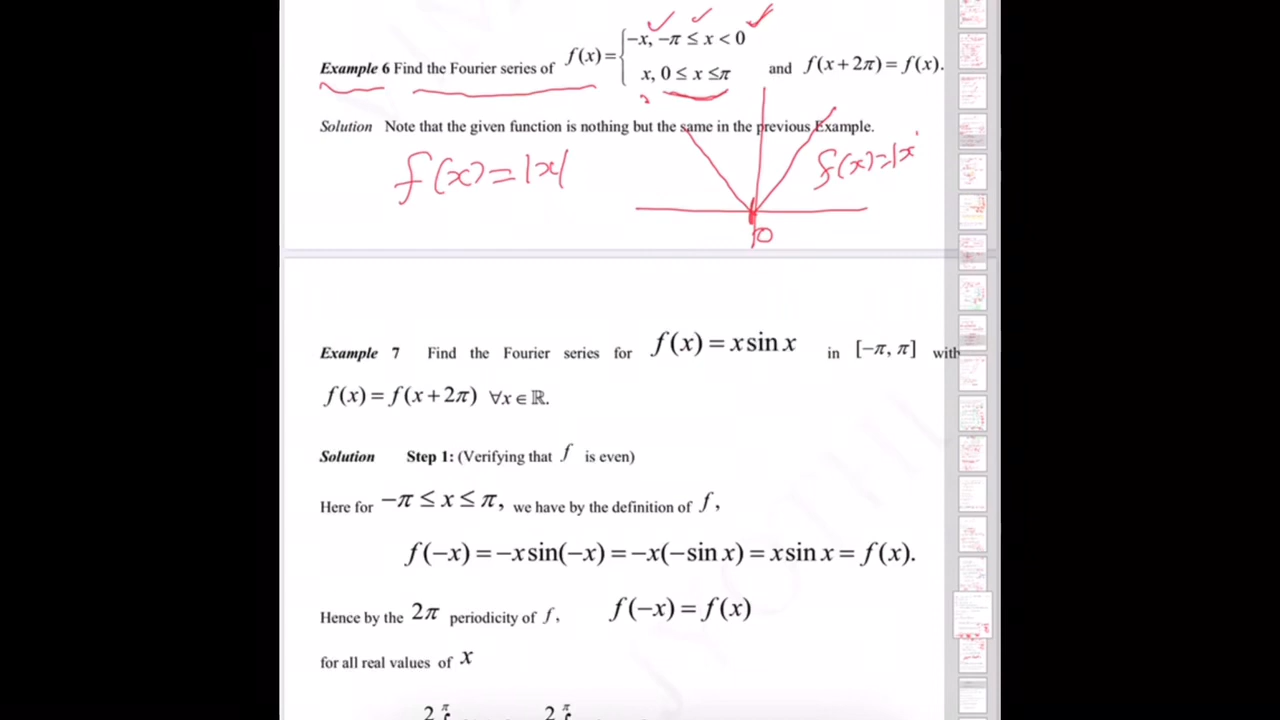 Example 6 Find the Fourier series of f(x) = { −x, −π ≤ x < 0
x, 0 ≤ x ≤ π and f(x + 2π) = f(x).
Solution Note that the given function is nothing but the same in the previous Example.
f(x) = |x|
f(x) = |x
0
Example 7 Find the Fourier series for f(x) = x sin x in [−π, π] with
f(x) = f(x + 2π) ∀x ∈ ℝ.
Solution Step 1: (Verifying that f is even)
Here for −π ≤ x ≤ π, we have by the definition of f,
f(−x) = −x sin(−x) = −x(−sin x) = x sin x = f(x).
Hence by the 2π periodicity of f, f(−x) = f(x)
for all real values of x